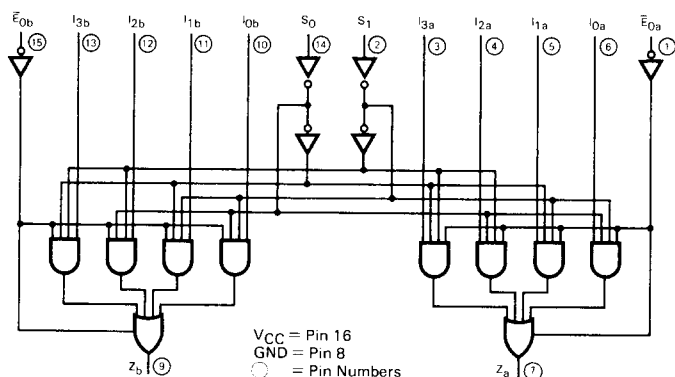 Ē0b I3b I2b I1b I0b S0 S1 I3a I2a I1a I0a Ē0a
15 13 12 11 10 14 2 3 4 5 6 1
VCC = Pin 16
GND = Pin 8
◯ = Pin Numbers
Zb 9 Za 7